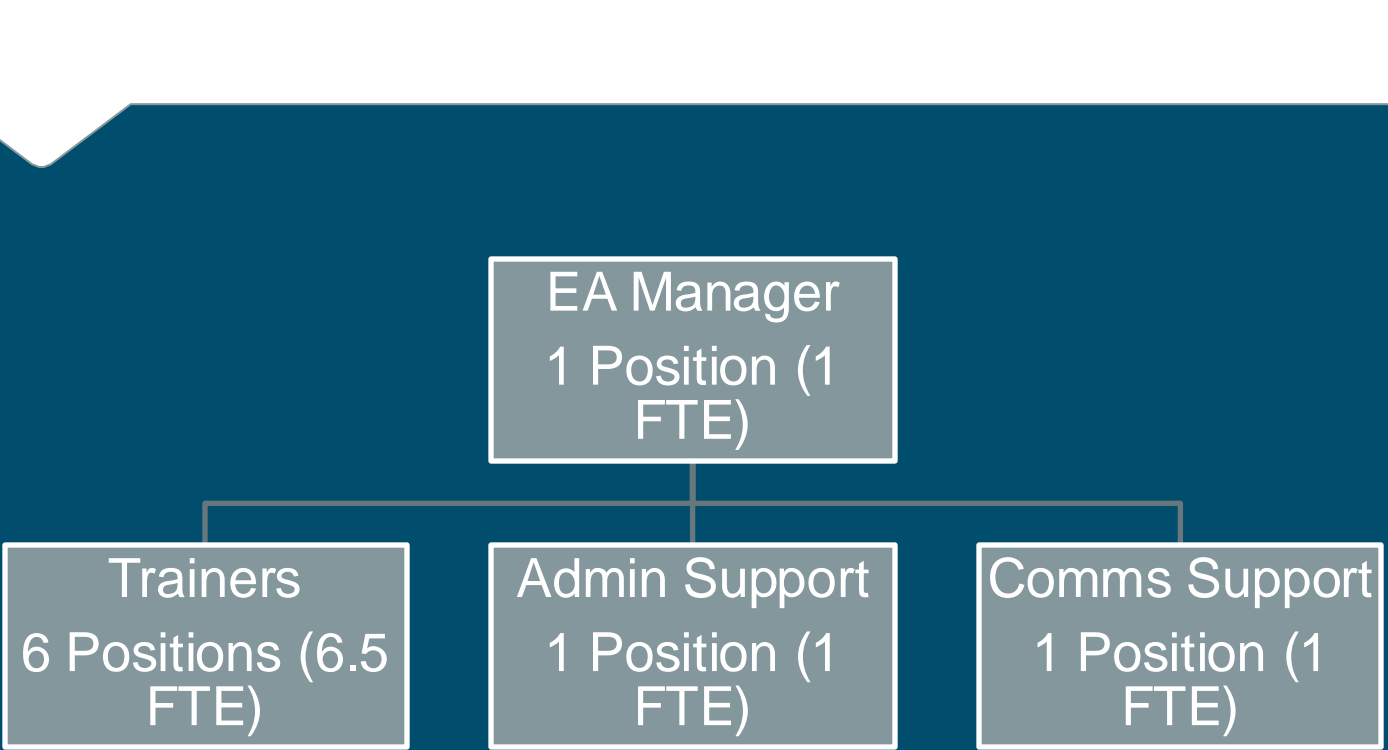 EA Manager
1 Position (1
FTE)
Trainers
6 Positions (6.5
FTE)
Admin Support
1 Position (1
FTE)
Comms Support
1 Position (1
FTE)